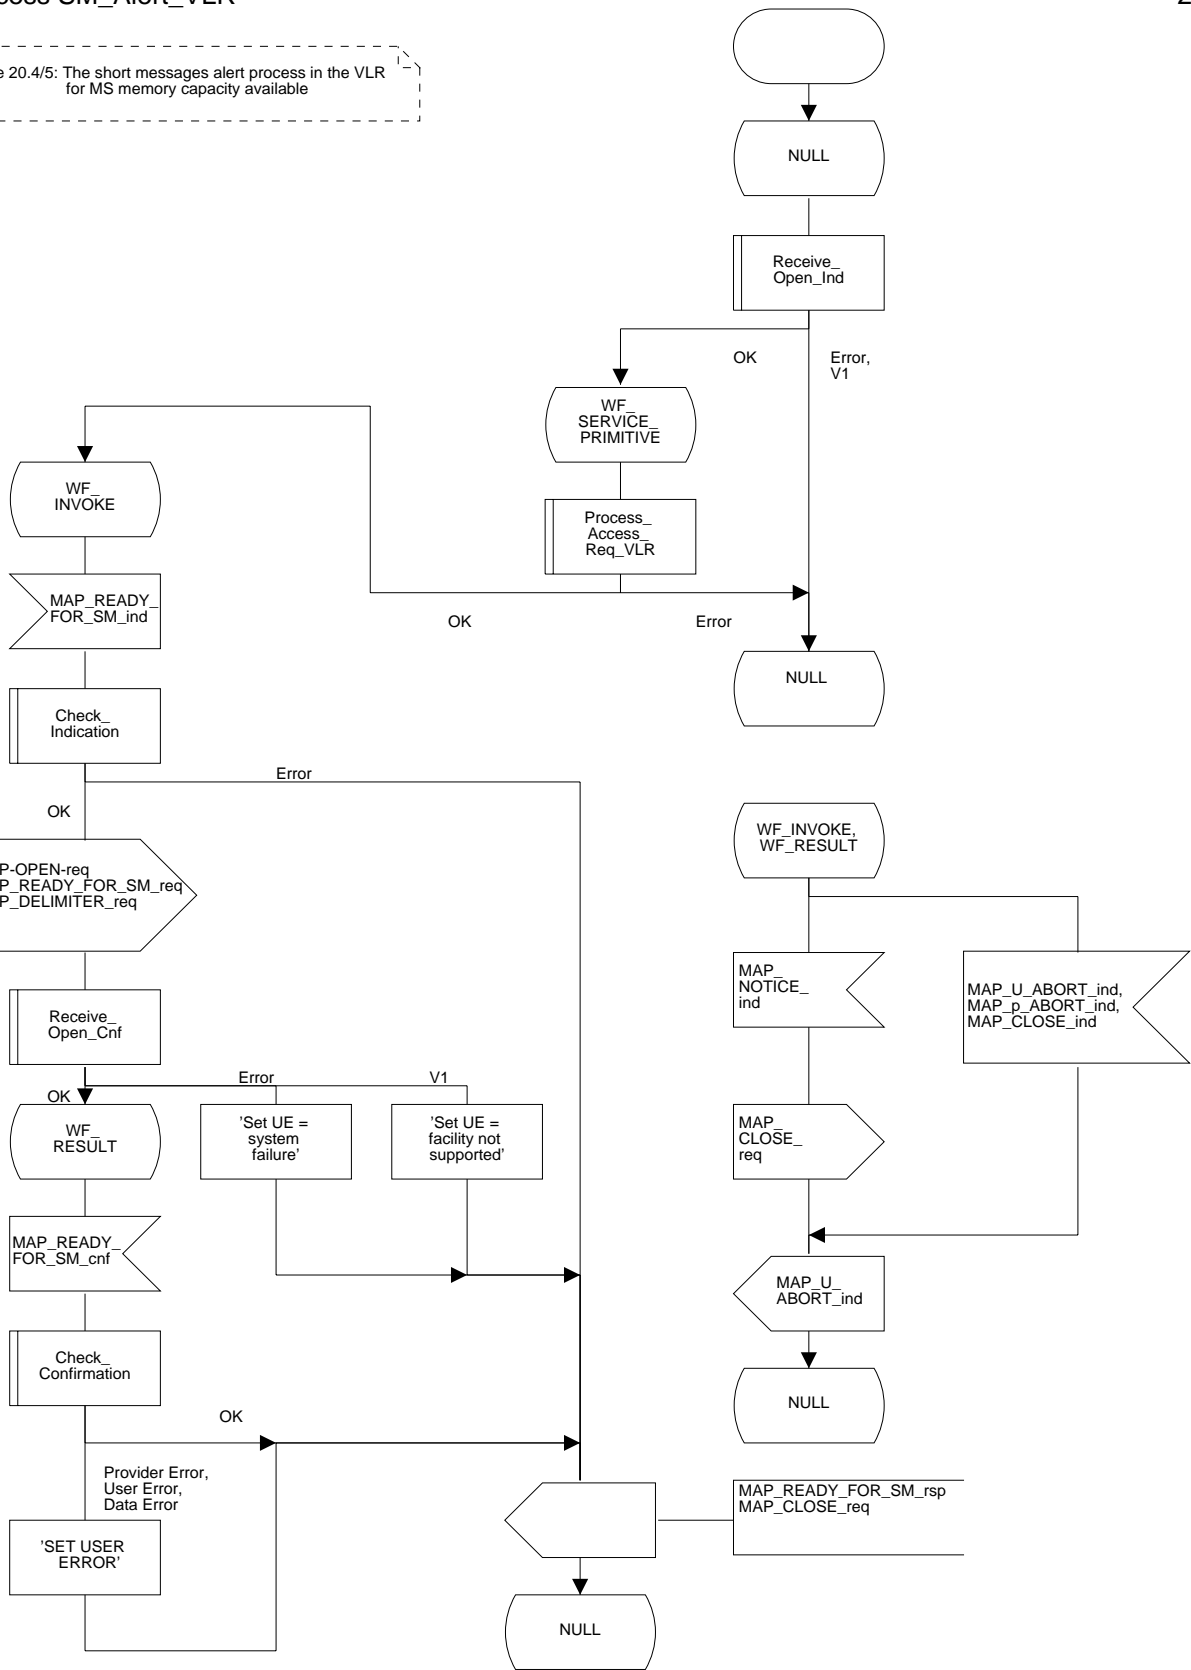 SM_Alert_VLR
20.4/5: The short messages alert process in the VLR
for MS memory capacity available
NULL
Receive_
Open_Ind
OK
Error,
V1
WF_
SERVICE_
PRIMITIVE
WF_
INVOKE
Process_
Access_
Req_VLR
MAP_READY_
FOR_SM_ind
OK
Error
NULL
Check_
Indication
Error
OK
WF_INVOKE,
WF_RESULT
P-OPEN-req
P_READY_FOR_SM_req
P_DELIMITER_req
MAP_
NOTICE_
ind
MAP_U_ABORT_ind,
MAP_p_ABORT_ind,
MAP_CLOSE_ind
Receive_
Open_Cnf
Error
V1
OK
WF_
RESULT
'Set UE =
system
failure'
'Set UE =
facility not
supported'
MAP_
CLOSE_
req
MAP_READY_
FOR_SM_cnf
MAP_U_
ABORT_ind
Check_
Confirmation
NULL
OK
Provider Error,
User Error,
Data Error
MAP_READY_FOR_SM_rsp
MAP_CLOSE_req
'SET USER
ERROR'
NULL